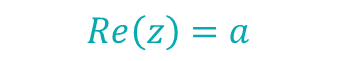 Re(z) = a